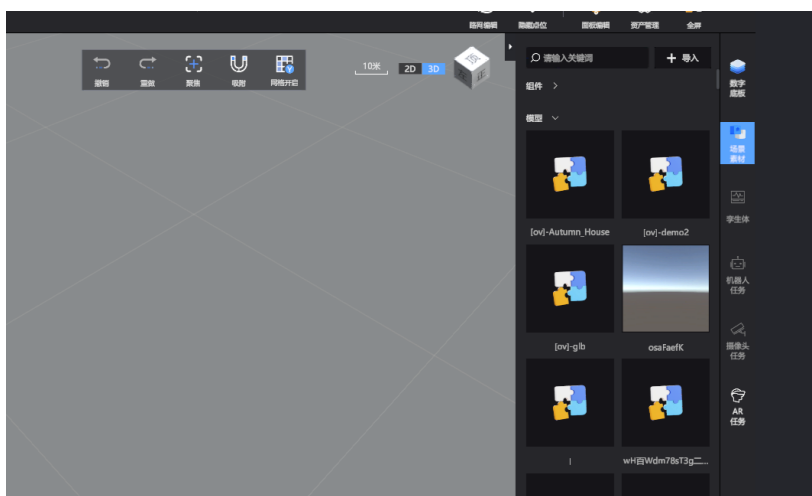 路网编辑 隐藏点位 面板编辑 资产管理 全屏
撤销 重做 聚焦 吸附 网格开启
10米 2D 3D
请输入关键词 + 导入
组件
模型
[ov]-Autumn_House [ov]-demo2
[ov]-glb osaFaefK
wH百Wdm78sT3g二...
数字
底板
场景
素材
孪生体
机器人
任务
摄像头
任务
AR
任务